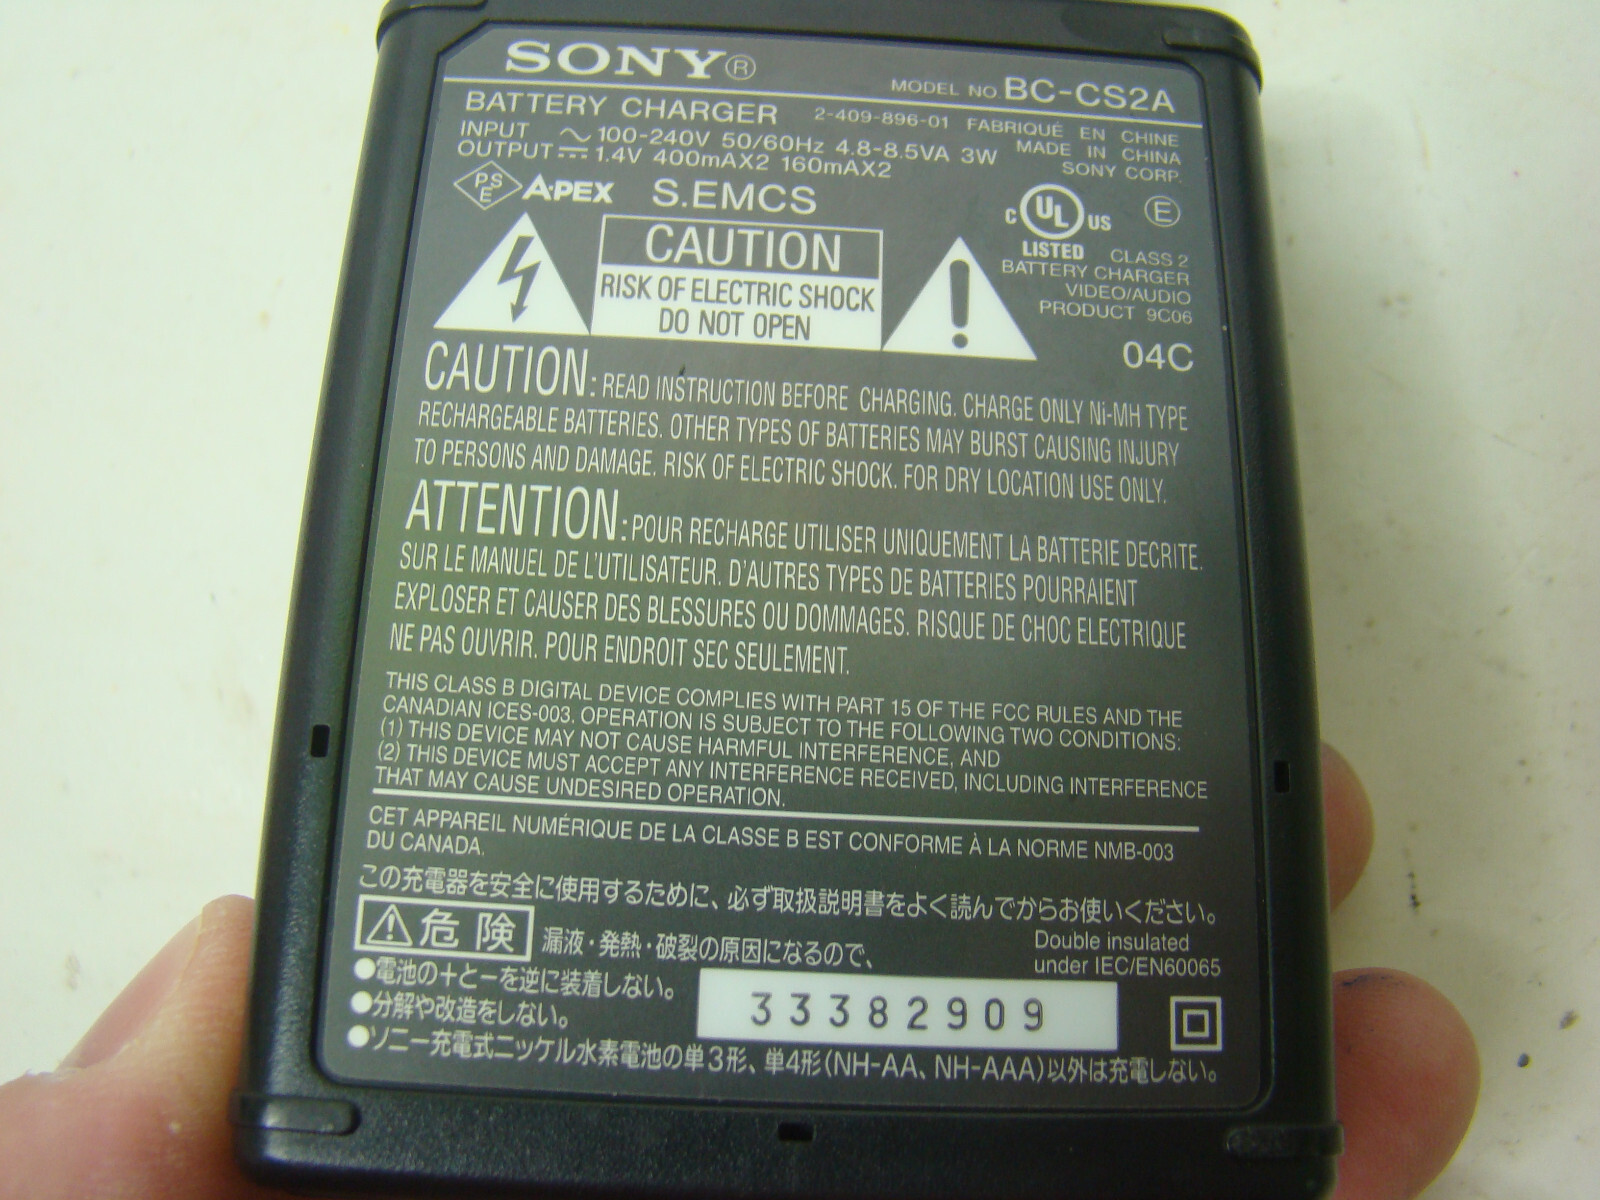 SONY®
MODEL NO. BC-CS2A
BATTERY CHARGER 2-409-896-01 FABRIQUÉ EN CHINE
INPUT ～ 100-240V 50/60Hz 4.8-8.5VA 3W MADE IN CHINA
OUTPUT ⎓ 1.4V 400mAX2 160mAX2 SONY CORP.
PSE A·PEX S.EMCS
C UL US E
LISTED CLASS 2
BATTERY CHARGER
VIDEO/AUDIO
PRODUCT 9C06
04C
CAUTION
RISK OF ELECTRIC SHOCK
DO NOT OPEN
CAUTION: READ INSTRUCTION BEFORE CHARGING. CHARGE ONLY Ni-MH TYPE
RECHARGEABLE BATTERIES. OTHER TYPES OF BATTERIES MAY BURST CAUSING INJURY
TO PERSONS AND DAMAGE. RISK OF ELECTRIC SHOCK. FOR DRY LOCATION USE ONLY.
ATTENTION: POUR RECHARGE UTILISER UNIQUEMENT LA BATTERIE DECRITE.
SUR LE MANUEL DE L'UTILISATEUR. D'AUTRES TYPES DE BATTERIES POURRAIENT
EXPLOSER ET CAUSER DES BLESSURES OU DOMMAGES. RISQUE DE CHOC ELECTRIQUE
NE PAS OUVRIR. POUR ENDROIT SEC SEULEMENT.
THIS CLASS B DIGITAL DEVICE COMPLIES WITH PART 15 OF THE FCC RULES AND THE
CANADIAN ICES-003. OPERATION IS SUBJECT TO THE FOLLOWING TWO CONDITIONS:
(1) THIS DEVICE MAY NOT CAUSE HARMFUL INTERFERENCE, AND
(2) THIS DEVICE MUST ACCEPT ANY INTERFERENCE RECEIVED, INCLUDING INTERFERENCE
THAT MAY CAUSE UNDESIRED OPERATION.
CET APPAREIL NUMÉRIQUE DE LA CLASSE B EST CONFORME À LA NORME NMB-003
DU CANADA.
この充電器を安全に使用するために、必ず取扱説明書をよく読んでからお使いください。
⚠危険 漏液・発熱・破裂の原因になるので、
Double insulated
under IEC/EN60065
●電池の＋と－を逆に装着しない。
●分解や改造をしない。
33382909
●ソニー充電式ニッケル水素電池の単3形、単4形(NH-AA、NH-AAA)以外は充電しない。